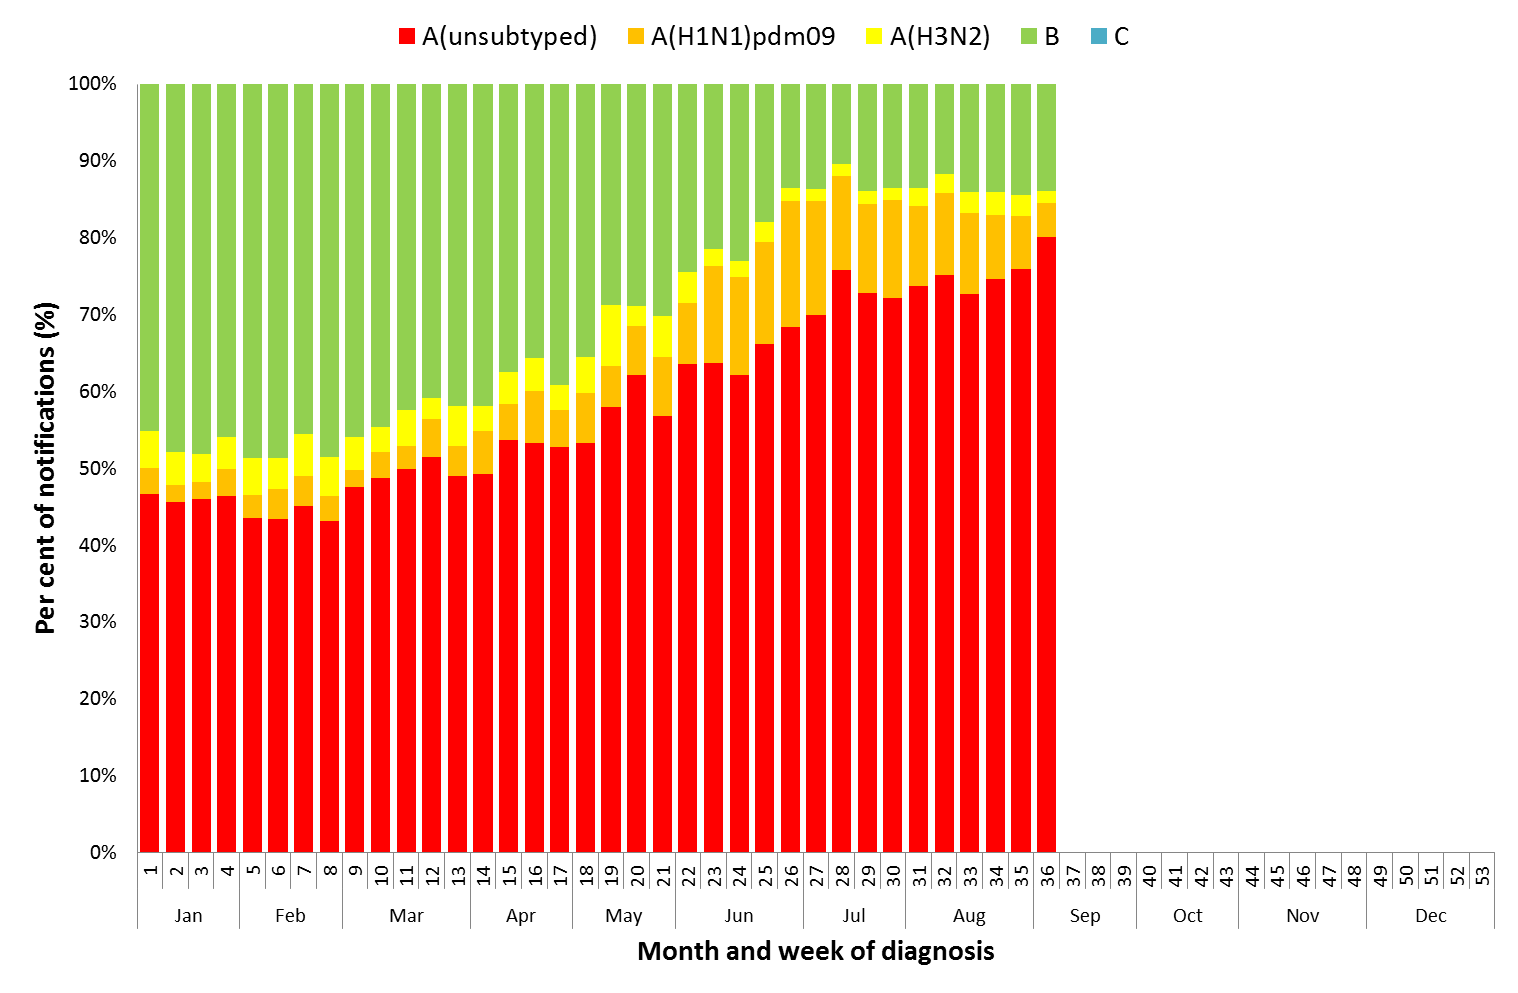 A(unsubtyped) A(H1N1)pdm09 A(H3N2) B C
100%
90%
80%
70%
60%
50%
40%
30%
20%
10%
0%
Per cent of notifications (%)
1 2 3 4 5 6 7 8 9 10 11 12 13 14 15 16 17 18 19 20 21 22 23 24 25 26 27 28 29 30 31 32 33 34 35 36 37 38 39 40 41 42 43 44 45 46 47 48 49 50 51 52 53
Jan Feb Mar Apr May Jun Jul Aug Sep Oct Nov Dec
Month and week of diagnosis